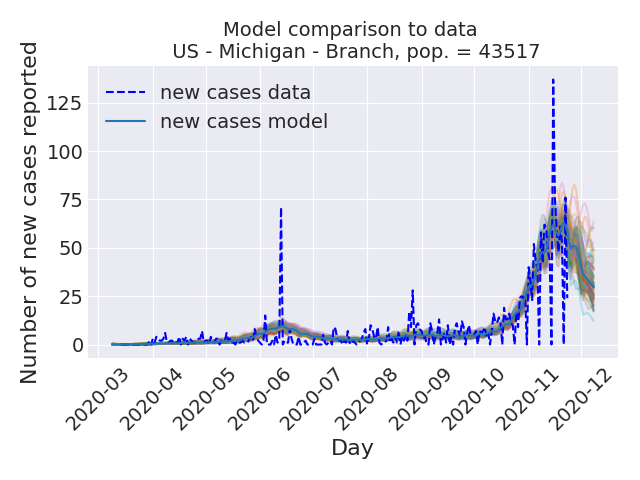 Model comparison to data
US - Michigan - Branch, pop. = 43517
Number of new cases reported
new cases data
new cases model
125
100
75
50
25
0
2020-03
2020-04
2020-05
2020-06
2020-07
2020-08
2020-09
2020-10
2020-11
2020-12
Day